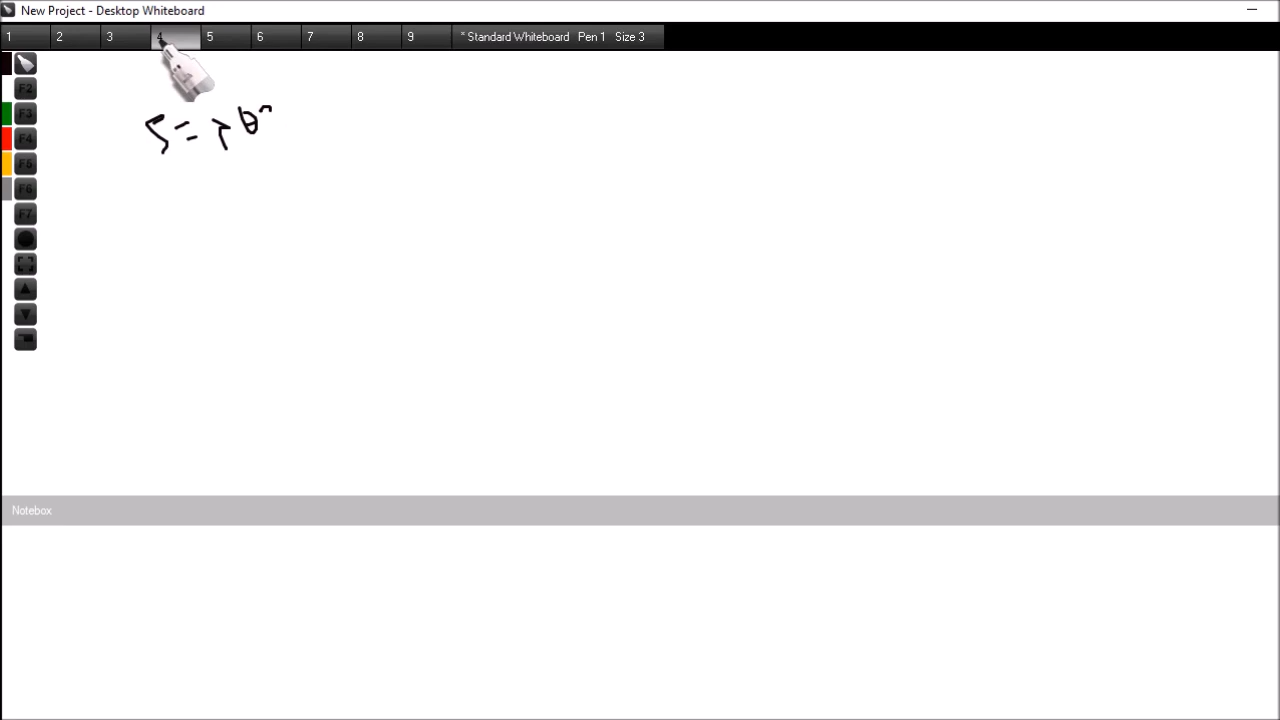 New Project - Desktop Whiteboard
1 2 3 4 5 6 7 8 9 * Standard Whiteboard Pen 1 Size 3
F2
F3
F4
F5
F6
F7
S = r θ^r
Notebox